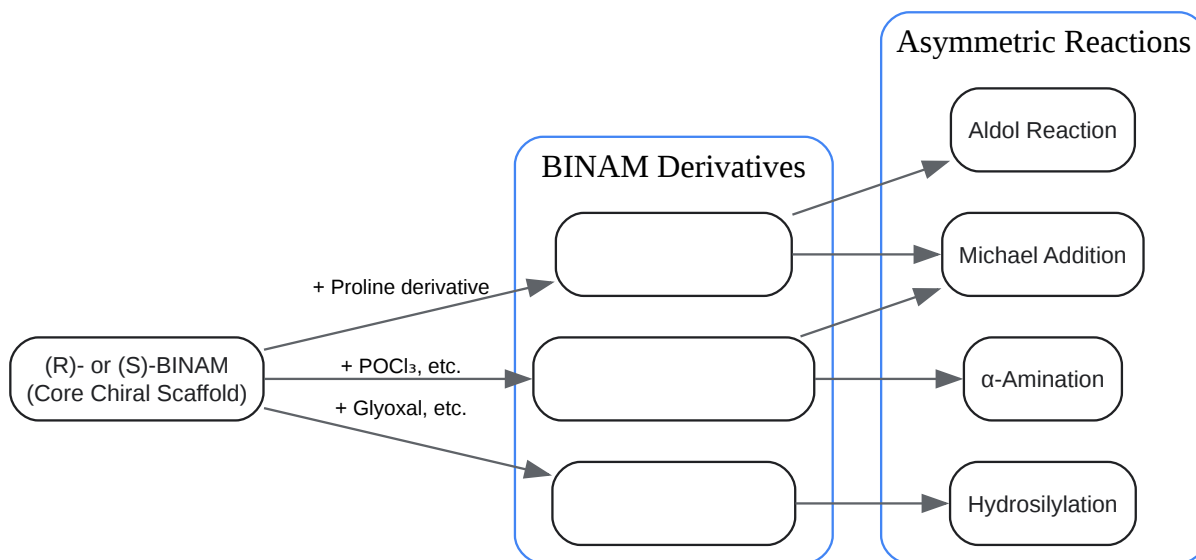 Asymmetric Reactions
Aldol Reaction
BINAM Derivatives
Michael Addition
+ Proline derivative
(R)- or (S)-BINAM
(Core Chiral Scaffold)
+ POCl₃, etc.
α-Amination
+ Glyoxal, etc.
Hydrosilylation